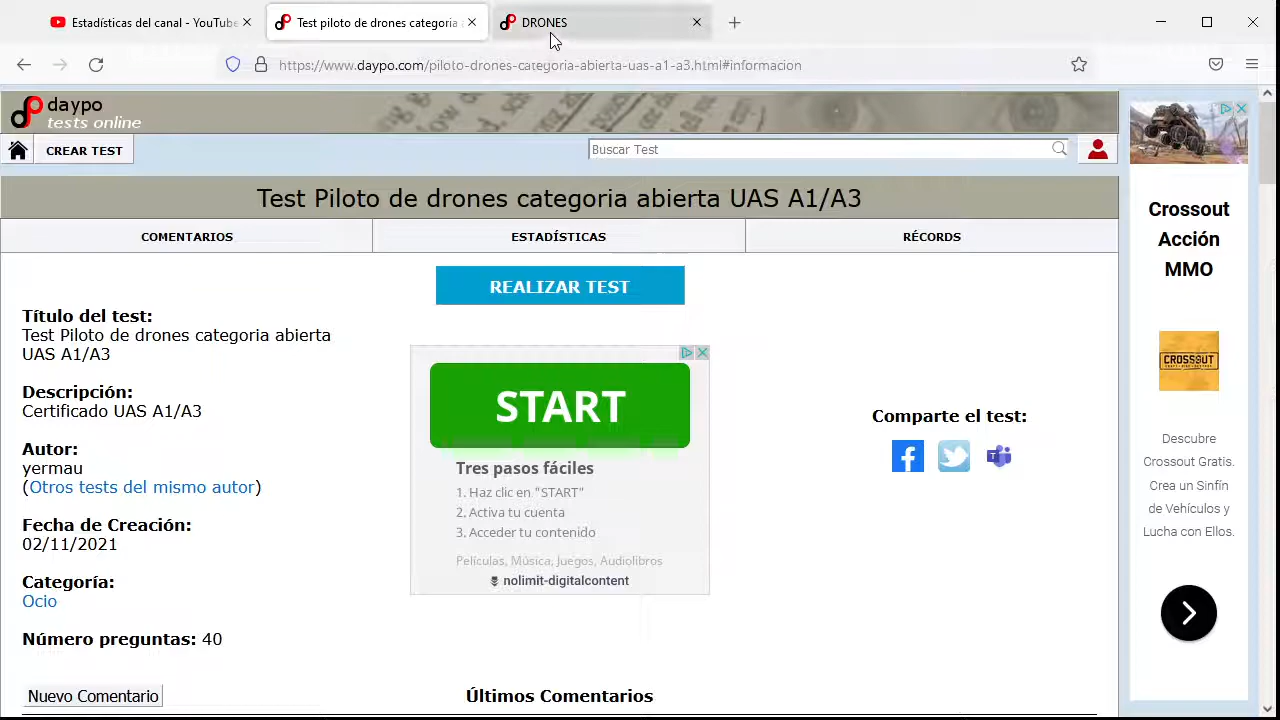 Estadísticas del canal - YouTube
Test piloto de drones categoria
DRONES
https://www.daypo.com/piloto-drones-categoria-abierta-uas-a1-a3.html#informacion
daypo
tests online
CREAR TEST
Buscar Test
Test Piloto de drones categoria abierta UAS A1/A3
COMENTARIOS
ESTADÍSTICAS
RÉCORDS
REALIZAR TEST
Título del test:
Test Piloto de drones categoria abierta
UAS A1/A3
Descripción:
Certificado UAS A1/A3
Autor:
yermau
(Otros tests del mismo autor)
Fecha de Creación:
02/11/2021
Categoría:
Ocio
Número preguntas: 40
Nuevo Comentario
START
Tres pasos fáciles
1. Haz clic en "START"
2. Activa tu cuenta
3. Acceder tu contenido
Películas, Música, Juegos, Audiolibros
nolimit-digitalcontent
Últimos Comentarios
Comparte el test:
Crossout
Acción
MMO
CROSSOUT
Descubre
Crossout Gratis.
Crea un Sinfín
de Vehículos y
Lucha con Ellos.